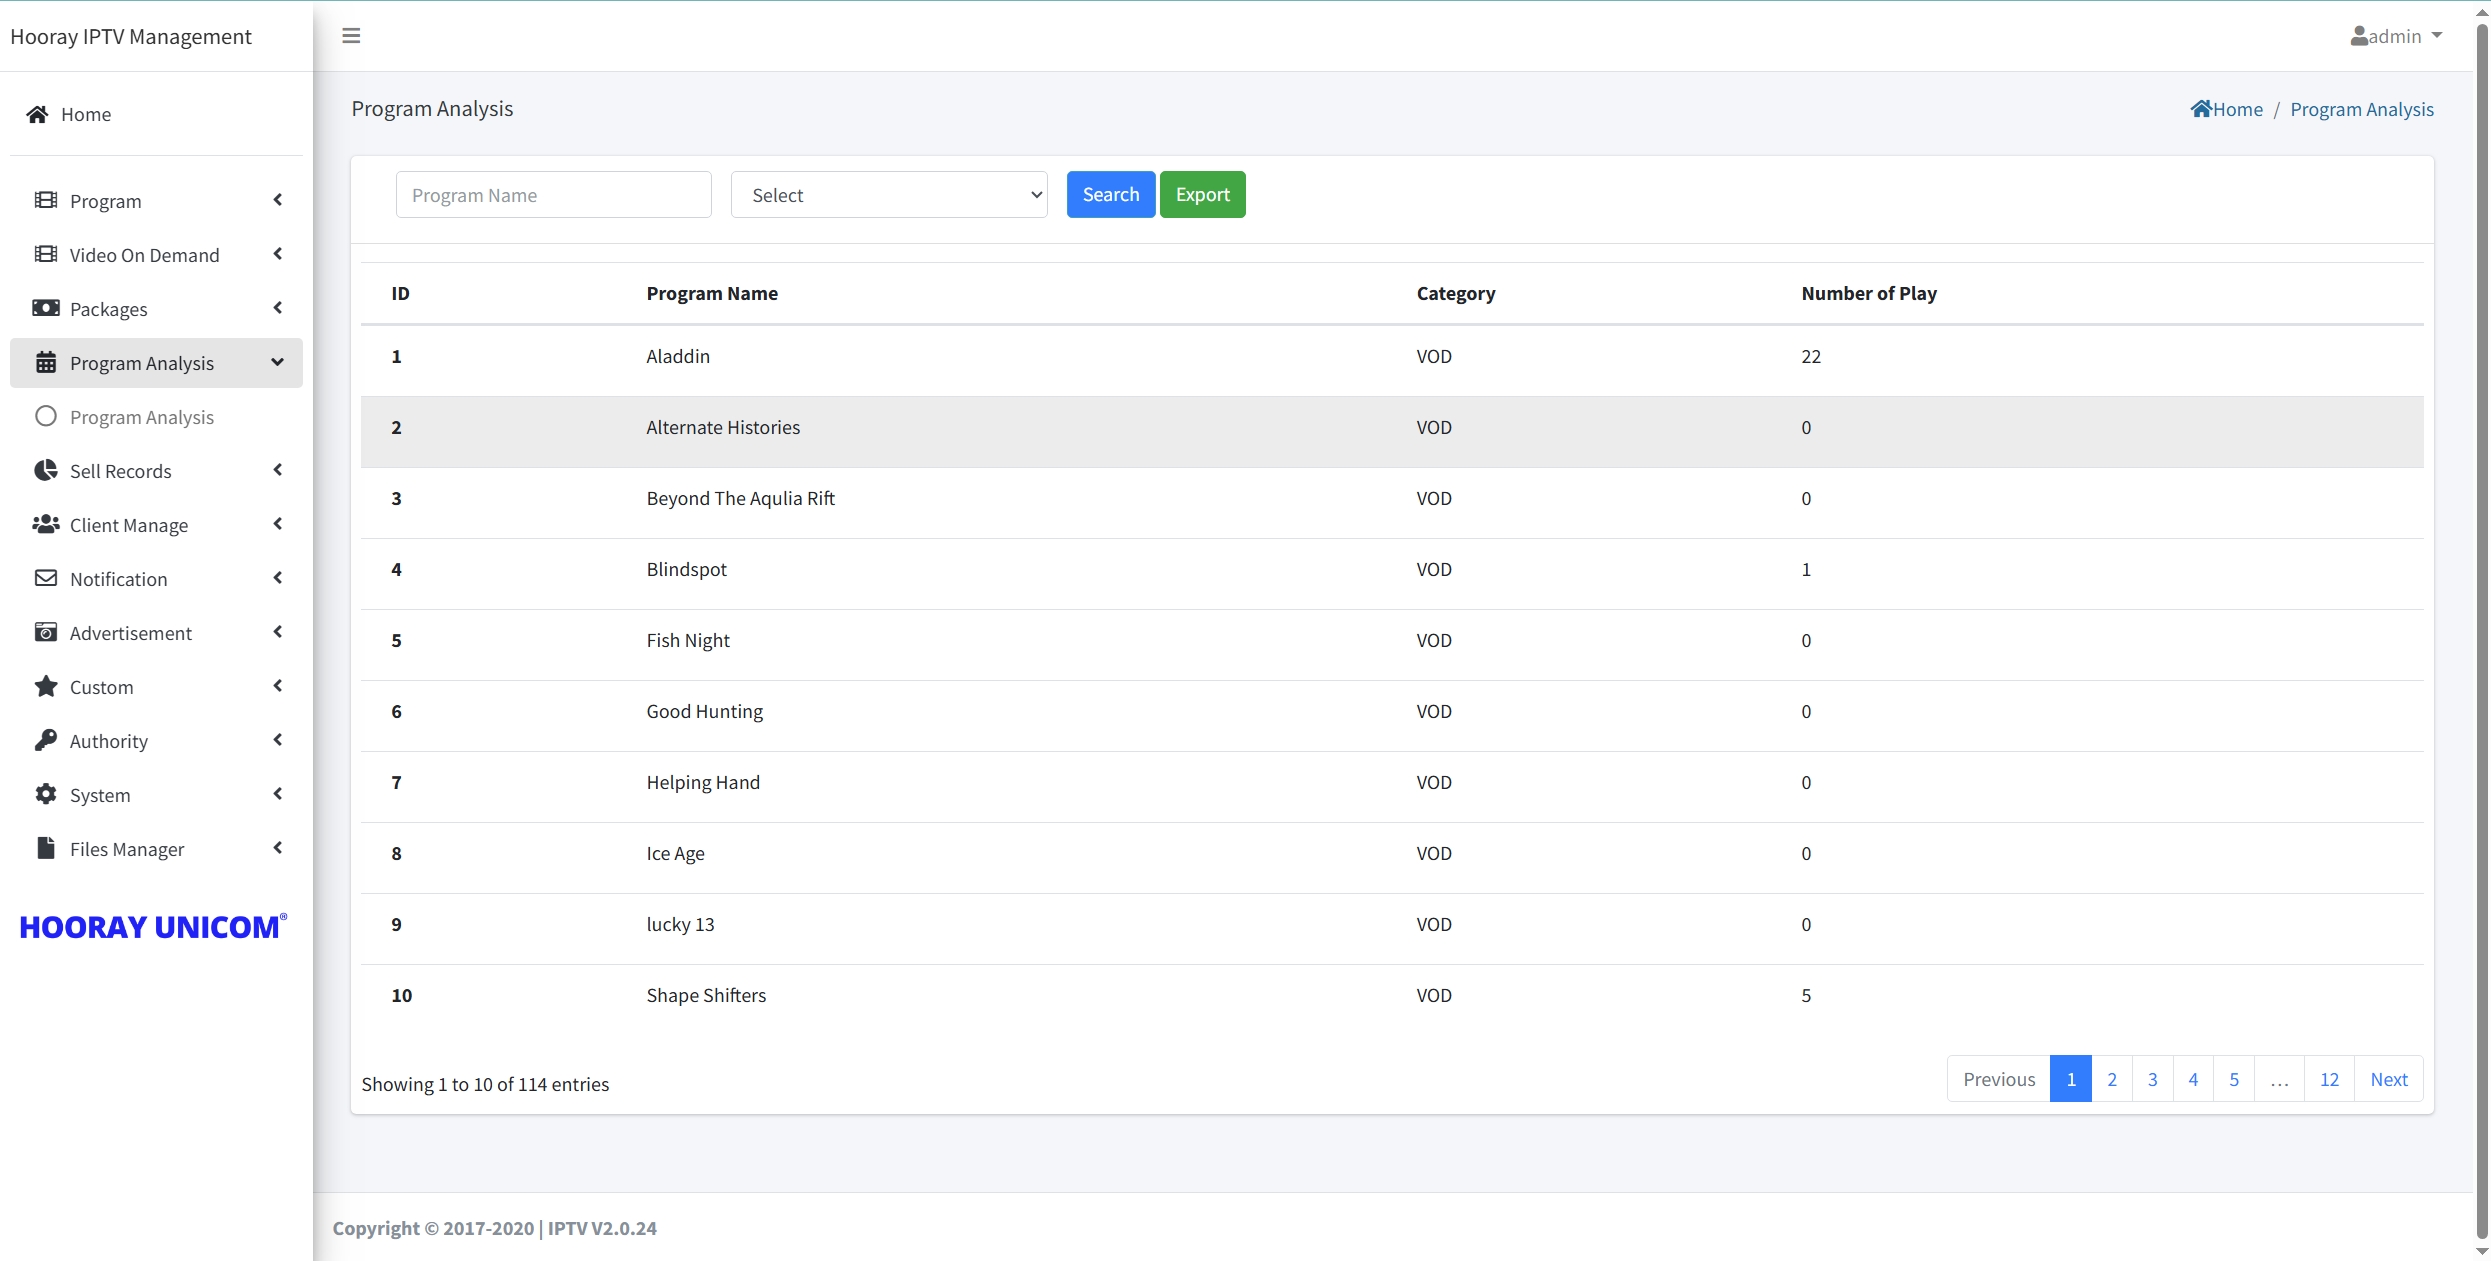 Hooray IPTV Management
admin
Home
Program
Video On Demand
Packages
Program Analysis
Program Analysis
Sell Records
Client Manage
Notification
Advertisement
Custom
Authority
System
Files Manager
HOORAY UNICOM®
Program Analysis
Home / Program Analysis
Program Name Select Search Export
ID Program Name Category Number of Play
1 Aladdin VOD 22
2 Alternate Histories VOD 0
3 Beyond The Aqulia Rift VOD 0
4 Blindspot VOD 1
5 Fish Night VOD 0
6 Good Hunting VOD 0
7 Helping Hand VOD 0
8 Ice Age VOD 0
9 lucky 13 VOD 0
10 Shape Shifters VOD 5
Showing 1 to 10 of 114 entries
Previous 1 2 3 4 5 … 12 Next
Copyright © 2017-2020 | IPTV V2.0.24